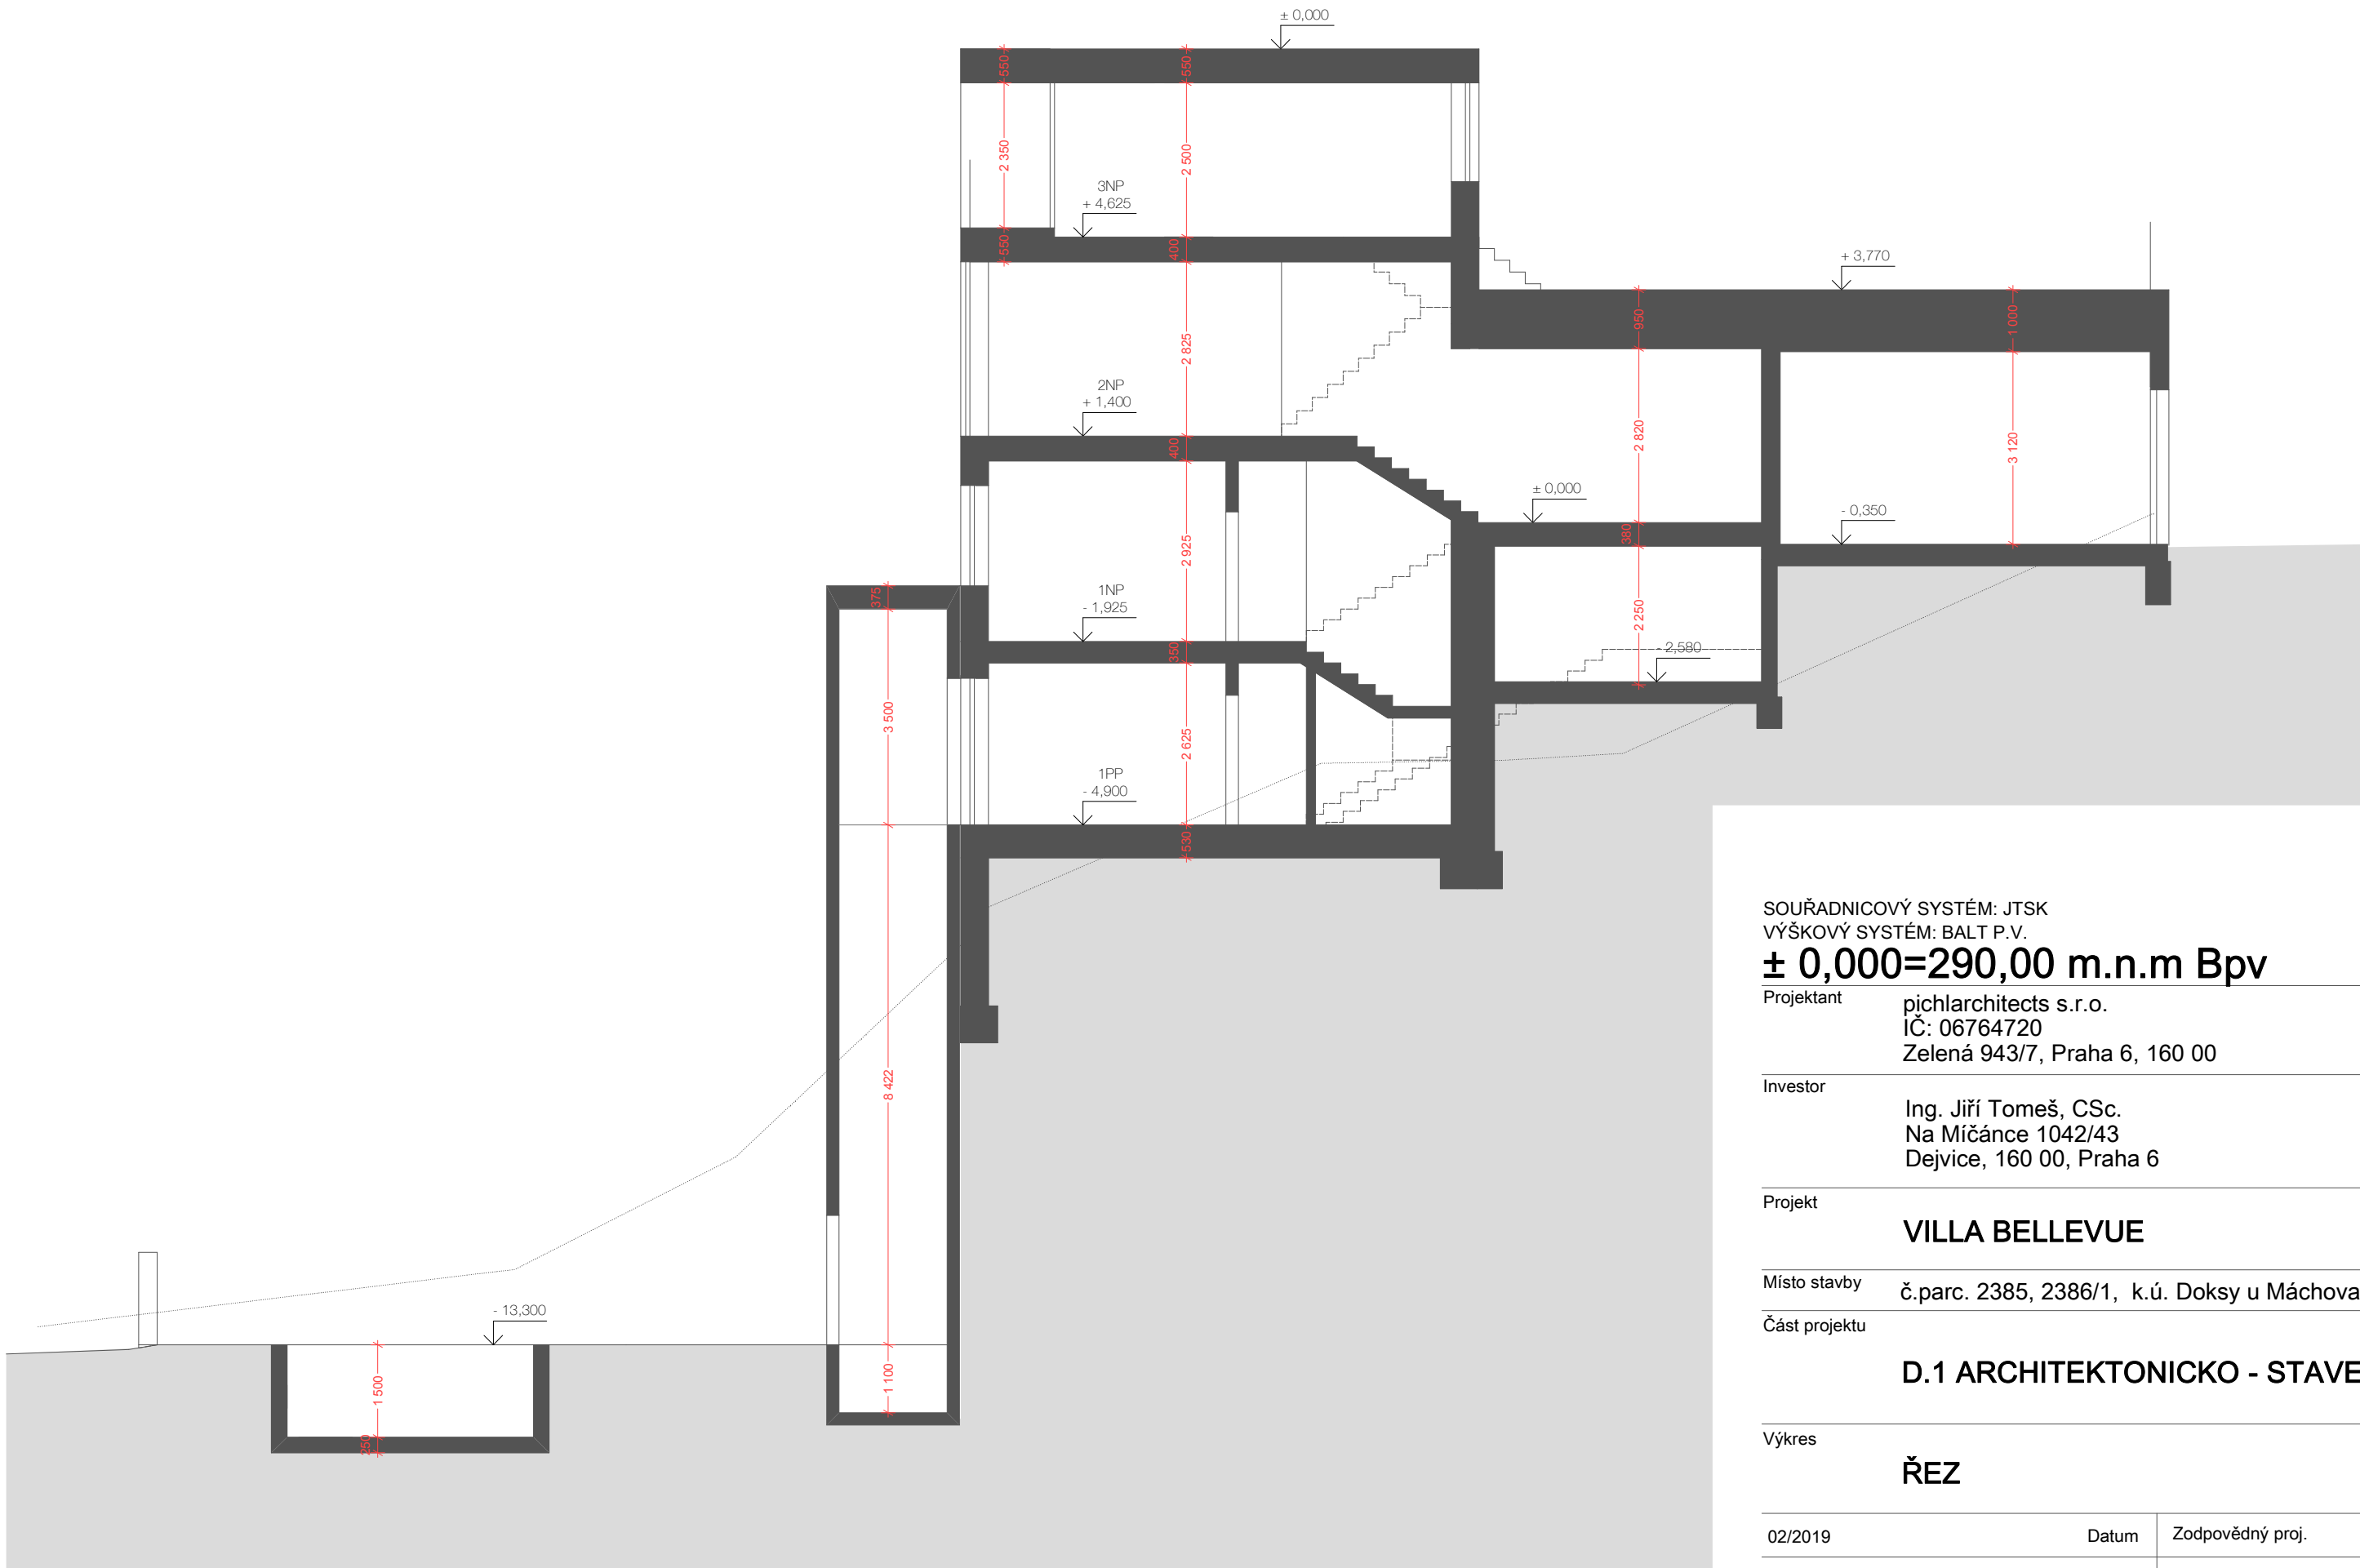 ± 0,000
550
550
2 350
2 500
3NP
+ 4,625
550
400
+ 3,770
950
1 000
2 825
2NP
+ 1,400
400
2 820
3 120
± 0,000
- 0,350
380
2 925
375
1NP
- 1,925
350
2 250
- 2,580
3 500
2 625
1PP
- 4,900
530
8 422
- 13,300
1 500
250
1 100
SOUŘADNICOVÝ SYSTÉM: JTSK
VÝŠKOVÝ SYSTÉM: BALT P.V.
± 0,000=290,00 m.n.m Bpv
Projektant
pichlarchitects s.r.o.
IČ: 06764720
Zelená 943/7, Praha 6, 160 00
Investor
Ing. Jiří Tomeš, CSc.
Na Míčánce 1042/43
Dejvice, 160 00, Praha 6
Projekt
VILLA BELLEVUE
Místo stavby č.parc. 2385, 2386/1, k.ú. Doksy u Máchova
Část projektu
D.1 ARCHITEKTONICKO - STAVE
Výkres
ŘEZ
02/2019 Datum Zodpovědný proj.